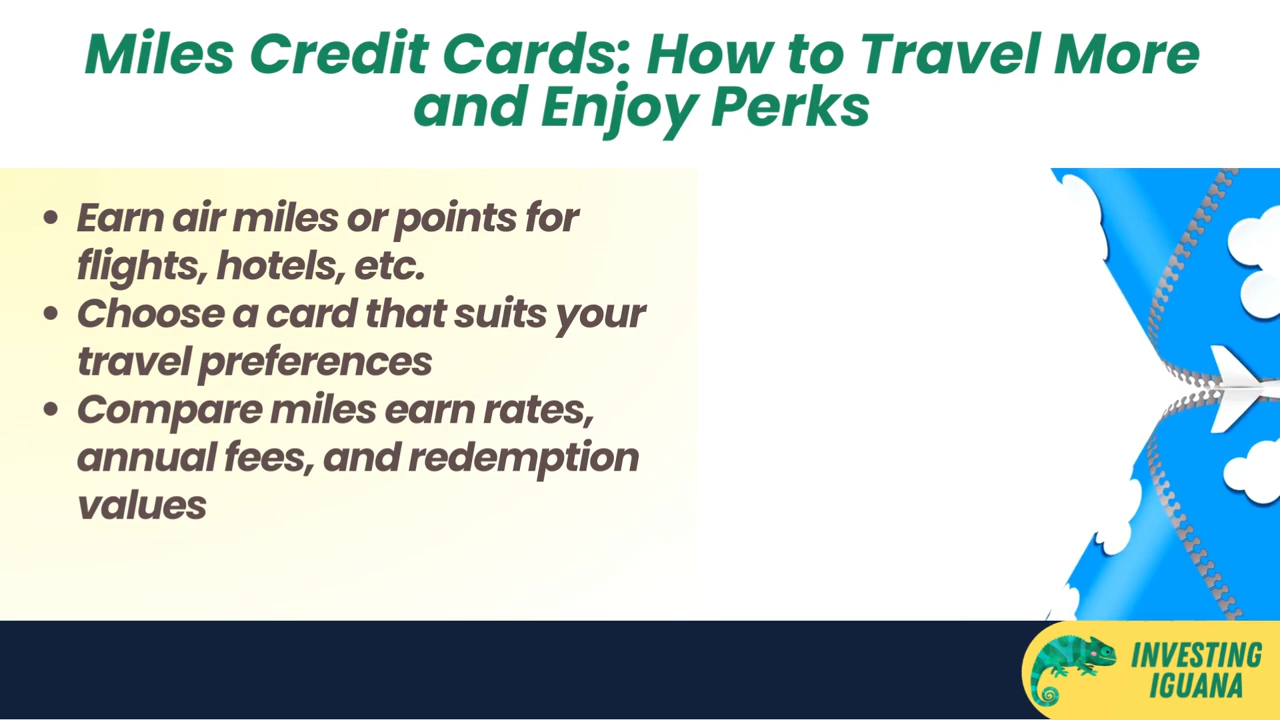 Miles Credit Cards: How to Travel More
and Enjoy Perks
• Earn air miles or points for
flights, hotels, etc.
• Choose a card that suits your
travel preferences
• Compare miles earn rates,
annual fees, and redemption
values
INVESTING
IGUANA